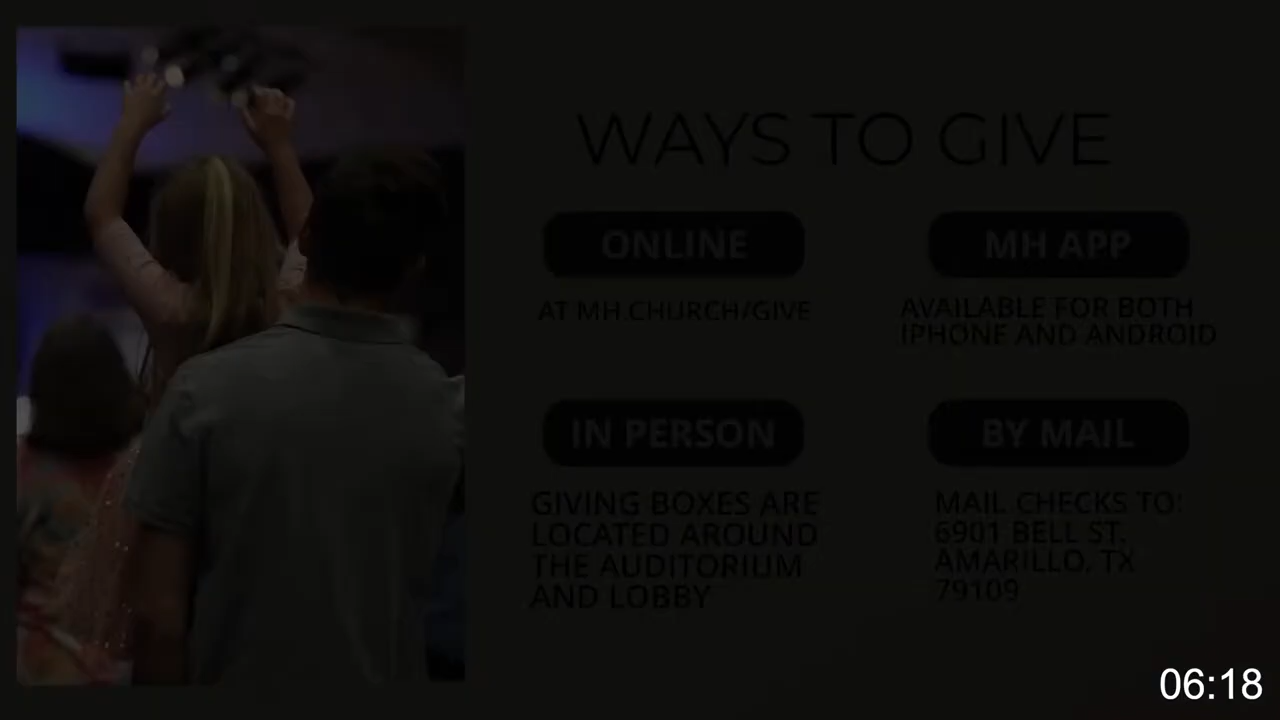 WAYS TO GIVE
ONLINE
AT MH.CHURCH/GIVE
MH APP
AVAILABLE FOR BOTH
IPHONE AND ANDROID
IN PERSON
GIVING BOXES ARE
LOCATED AROUND
THE AUDITORIUM
AND LOBBY
BY MAIL
MAIL CHECKS TO:
6901 BELL ST.
AMARILLO, TX
79109
06:18